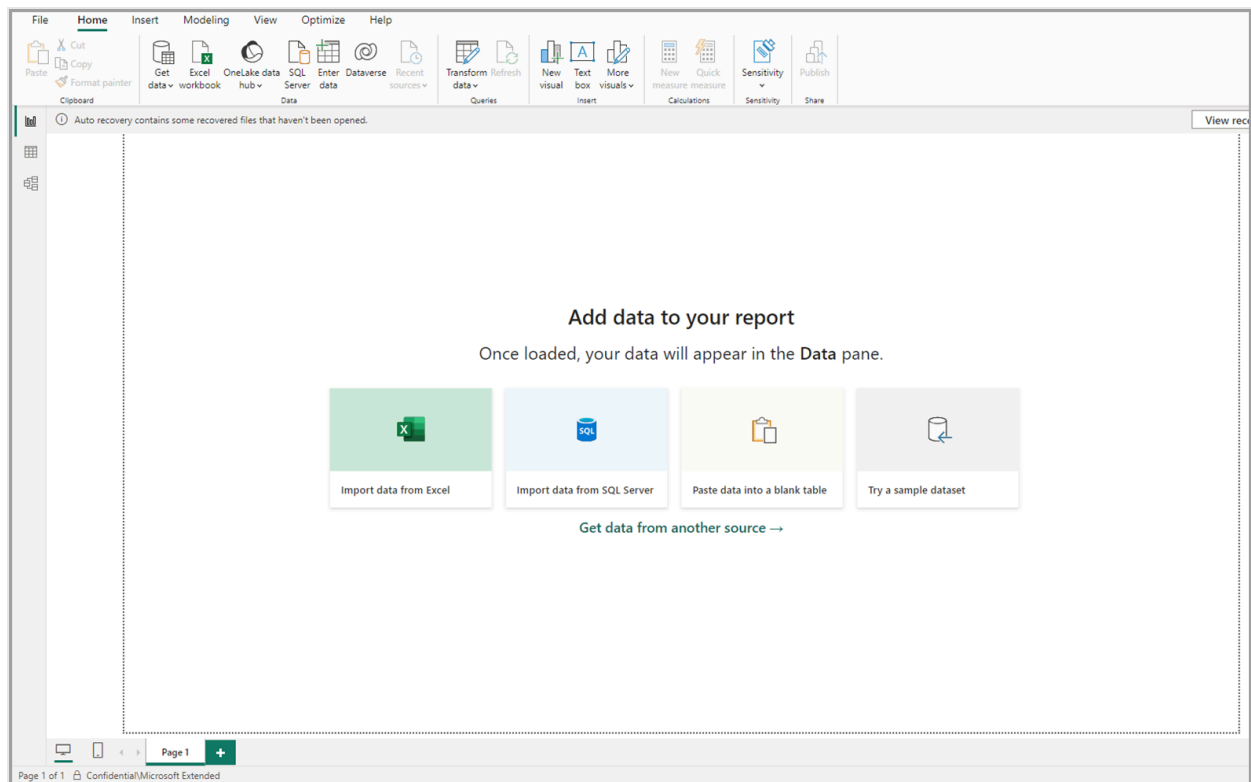 File Home Insert Modeling View Optimize Help
Paste
Cut
Copy
Format painter
Clipboard
Get data
Excel workbook
OneLake data hub
SQL Server
Enter data
Dataverse
Recent sources
Data
Transform data
Refresh
Queries
New visual
A
Text box
More visuals
Insert
New measure
Quick measure
Calculations
Sensitivity
Sensitivity
Publish
Share
Auto recovery contains some recovered files that haven't been opened.
View rec
Add data to your report
Once loaded, your data will appear in the Data pane.
X
SQL
Import data from Excel
Import data from SQL Server
Paste data into a blank table
Try a sample dataset
Get data from another source →
Page 1
+
Page 1 of 1 Confidential\Microsoft Extended